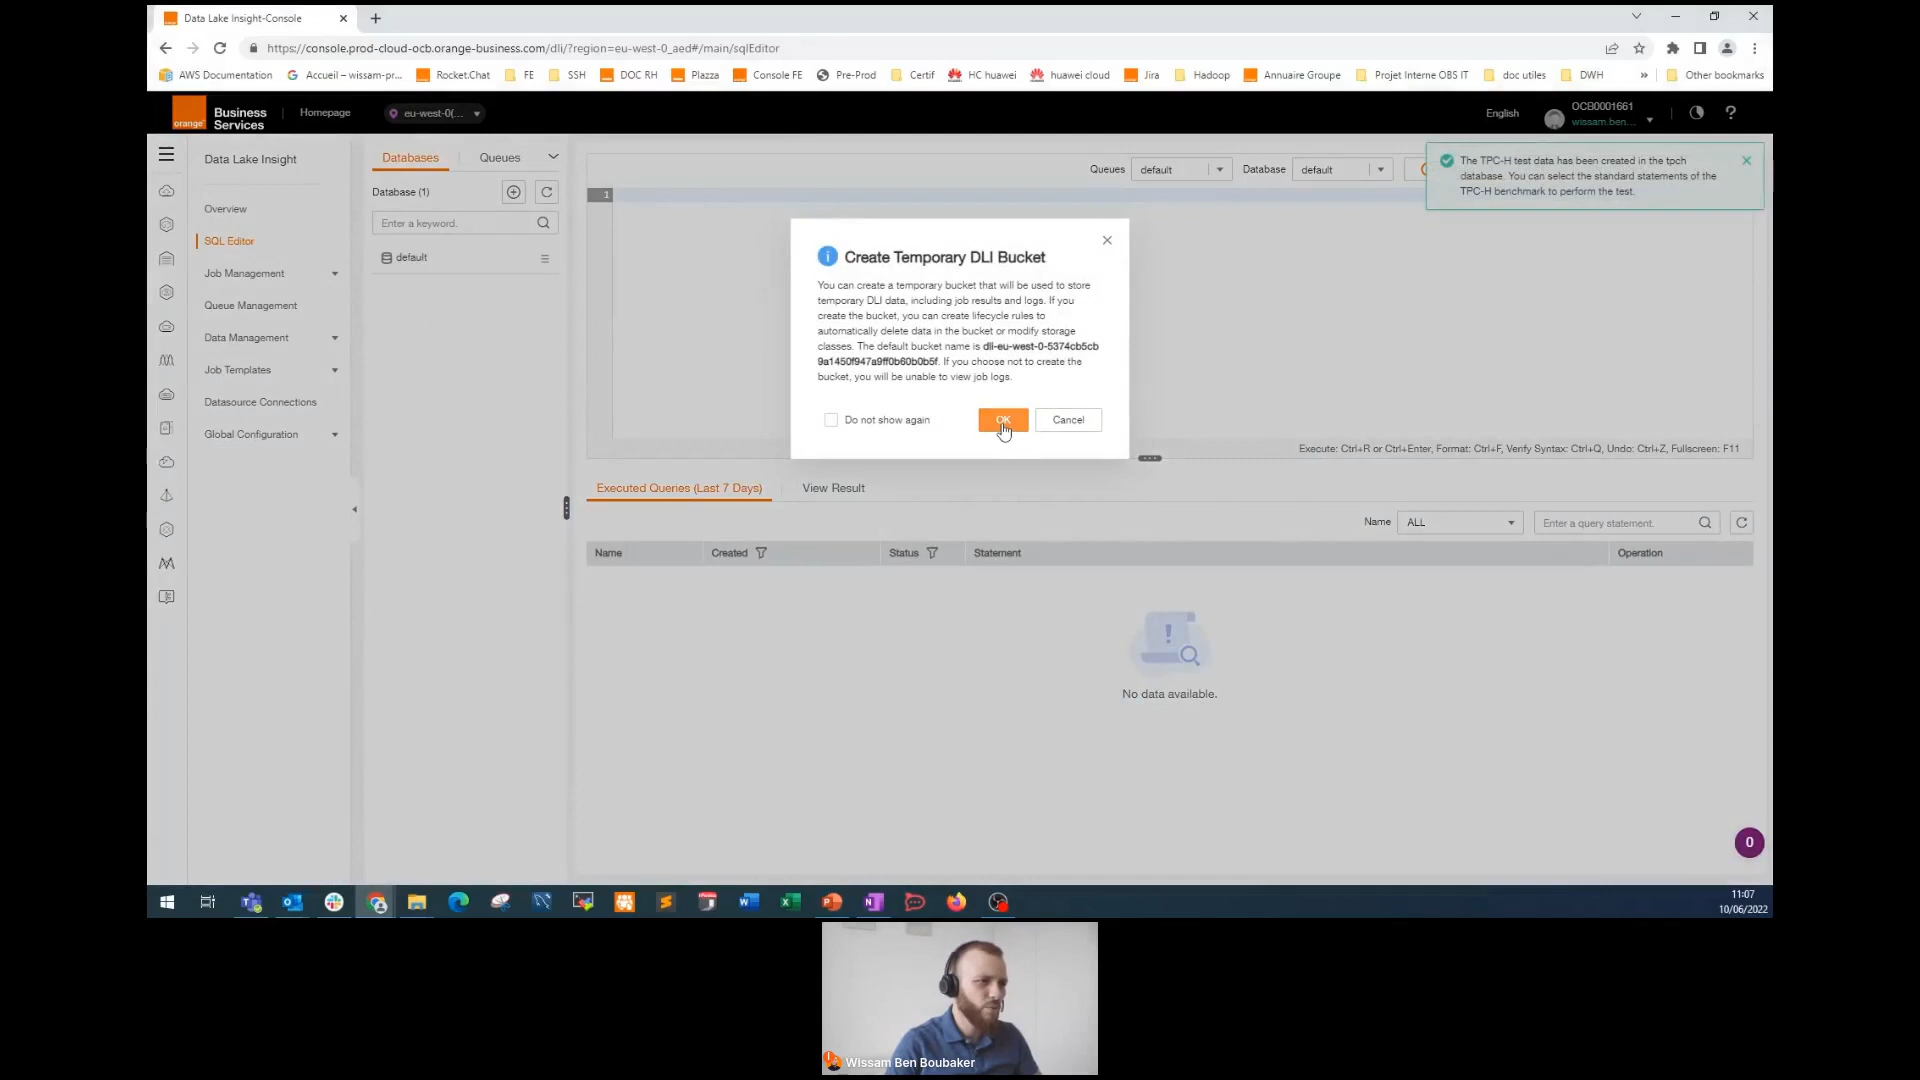 Data Lake Insight-Console
https://console.prod-cloud-ocb.orange-business.com/dli/?region=eu-west-0_aed#/main/sqlEditor
AWS Documentation
Accueil – wissam-pr...
Rocket.Chat
FE
SSH
DOC RH
Plazza
Console FE
Pre-Prod
Certif
HC huawei
huawei cloud
Jira
Hadoop
Annuaire Groupe
Projet Interne OBS IT
doc utiles
DWH
»
Other bookmarks
orange
Business
Services
Homepage
eu-west-0(...
English
OCB0001661
wissam.ben...
?
Data Lake Insight
Overview
SQL Editor
Job Management
Queue Management
Data Management
Job Templates
Datasource Connections
Global Configuration
Databases
Queues
Database (1)
Enter a keyword.
default
Queues
default
Database
default
1
The TPC-H test data has been created in the tpch
database. You can select the standard statements of the
TPC-H benchmark to perform the test.
Create Temporary DLI Bucket
You can create a temporary bucket that will be used to store
temporary DLI data, including job results and logs. If you
create the bucket, you can create lifecycle rules to
automatically delete data in the bucket or modify storage
classes. The default bucket name is dli-eu-west-0-5374cb5cb
9a1450f947a9ff0b60b0b5f. If you choose not to create the
bucket, you will be unable to view job logs.
Do not show again
OK
Cancel
Execute: Ctrl+R or Ctrl+Enter, Format: Ctrl+F, Verify Syntax: Ctrl+Q, Undo: Ctrl+Z, Fullscreen: F11
Executed Queries (Last 7 Days)
View Result
Name
ALL
Enter a query statement.
Name
Created
Status
Statement
Operation
No data available.
0
11:07
10/06/2022
Wissam Ben Boubaker